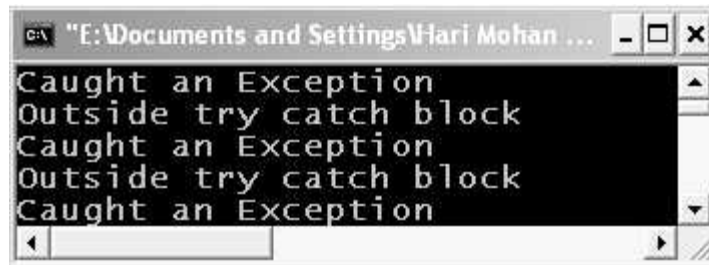 "E:\Documents and Settings\Hari Mohan ...
Caught an Exception
Outside try catch block
Caught an Exception
Outside try catch block
Caught an Exception